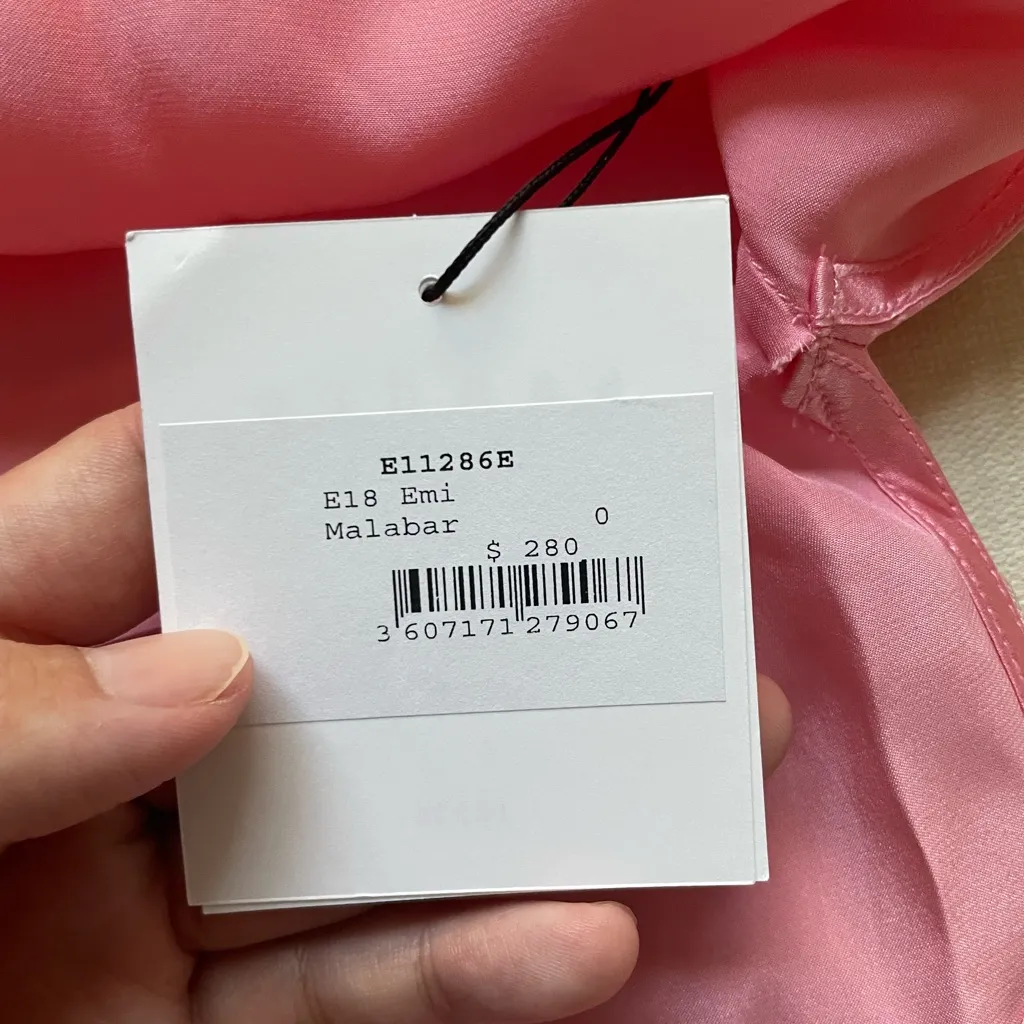 E11286E
E18 Emi
Malabar 0
$ 280
3 607171 279067